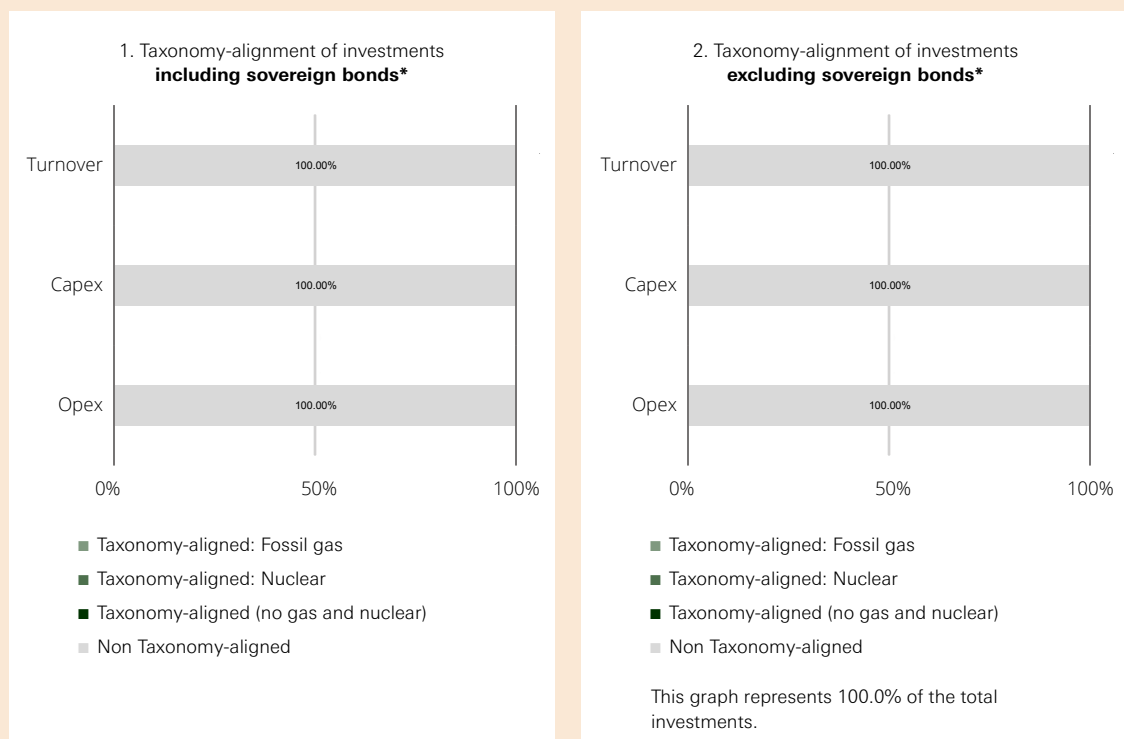 1. Taxonomy-alignment of investments
including sovereign bonds*
Turnover
100.00%
Capex
100.00%
Opex
100.00%
0%
50%
100%
Taxonomy-aligned: Fossil gas
Taxonomy-aligned: Nuclear
Taxonomy-aligned (no gas and nuclear)
Non Taxonomy-aligned
2. Taxonomy-alignment of investments
excluding sovereign bonds*
Turnover
100.00%
Capex
100.00%
Opex
100.00%
0%
50%
100%
Taxonomy-aligned: Fossil gas
Taxonomy-aligned: Nuclear
Taxonomy-aligned (no gas and nuclear)
Non Taxonomy-aligned
This graph represents 100.0% of the total
investments.